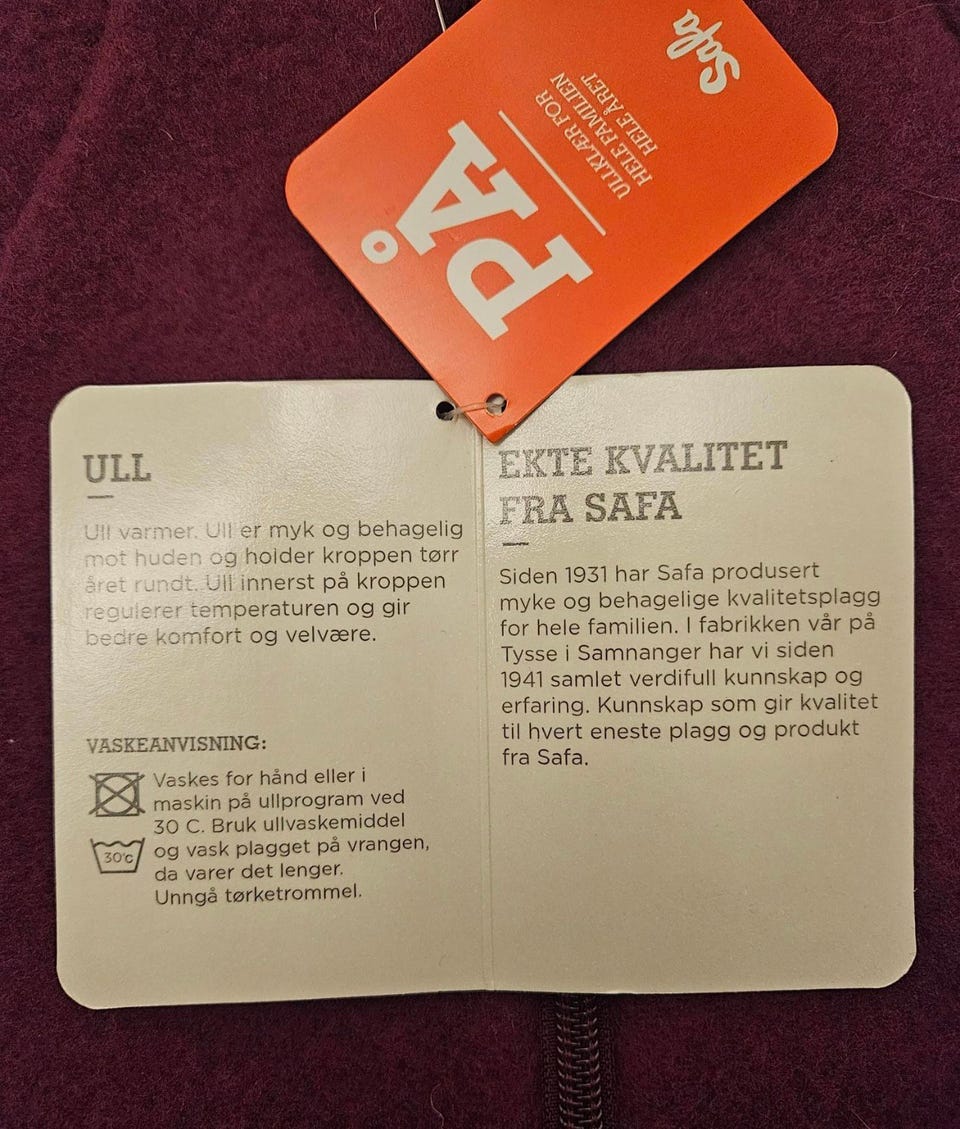 Safa
ULLKLÆR FOR
HELE FAMILIEN
HELE ÅRET
PÅ
ULL
Ull varmer. Ull er myk og behagelig
mot huden og holder kroppen tørr
året rundt. Ull innerst på kroppen
regulerer temperaturen og gir
bedre komfort og velvære.
VASKEANVISNING:
Vaskes for hånd eller i
maskin på ullprogram ved
30 C. Bruk ullvaskemiddel
og vask plagget på vrangen,
da varer det lenger.
Unngå tørketrommel.
30°c
EKTE KVALITET
FRA SAFA
Siden 1931 har Safa produsert
myke og behagelige kvalitetsplagg
for hele familien. I fabrikken vår på
Tysse i Samnanger har vi siden
1941 samlet verdifull kunnskap og
erfaring. Kunnskap som gir kvalitet
til hvert eneste plagg og produkt
fra Safa.